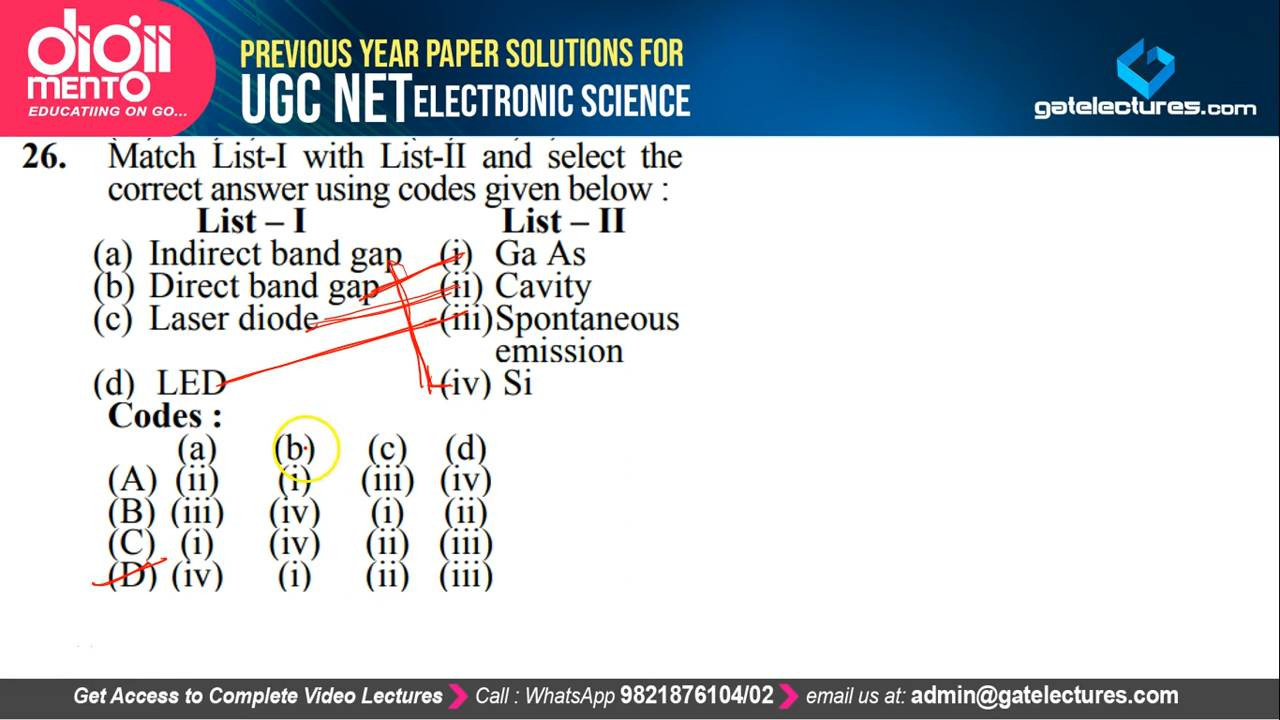 digii
MENTO
EDUCATIING ON GO...
PREVIOUS YEAR PAPER SOLUTIONS FOR
UGC NET ELECTRONIC SCIENCE
gatelectures.com
26. Match List-I with List-II and select the
correct answer using codes given below :
List – I List – II
(a) Indirect band gap (i) Ga As
(b) Direct band gap (ii) Cavity
(c) Laser diode (iii) Spontaneous
emission
(d) LED (iv) Si
Codes :
(a) (b) (c) (d)
(A) (ii) (i) (iii) (iv)
(B) (iii) (iv) (i) (ii)
(C) (i) (iv) (ii) (iii)
(D) (iv) (i) (ii) (iii)
Get Access to Complete Video Lectures Call : WhatsApp 9821876104/02 email us at: admin@gatelectures.com